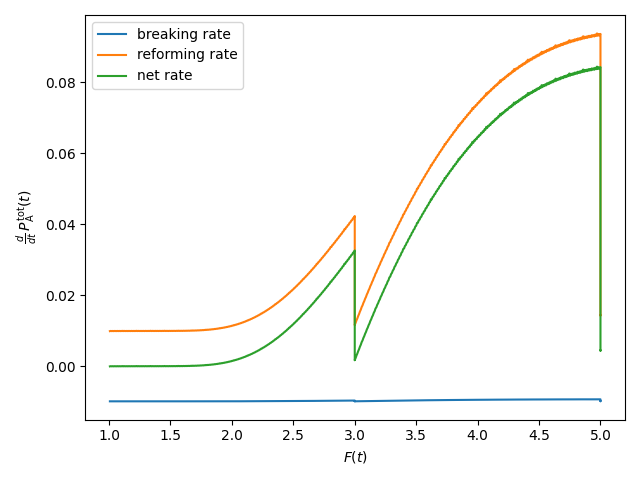 breaking rate
reforming rate
net rate
d/dt P_A^tot(t)
0.08
0.06
0.04
0.02
0.00
1.0 1.5 2.0 2.5 3.0 3.5 4.0 4.5 5.0
F(t)